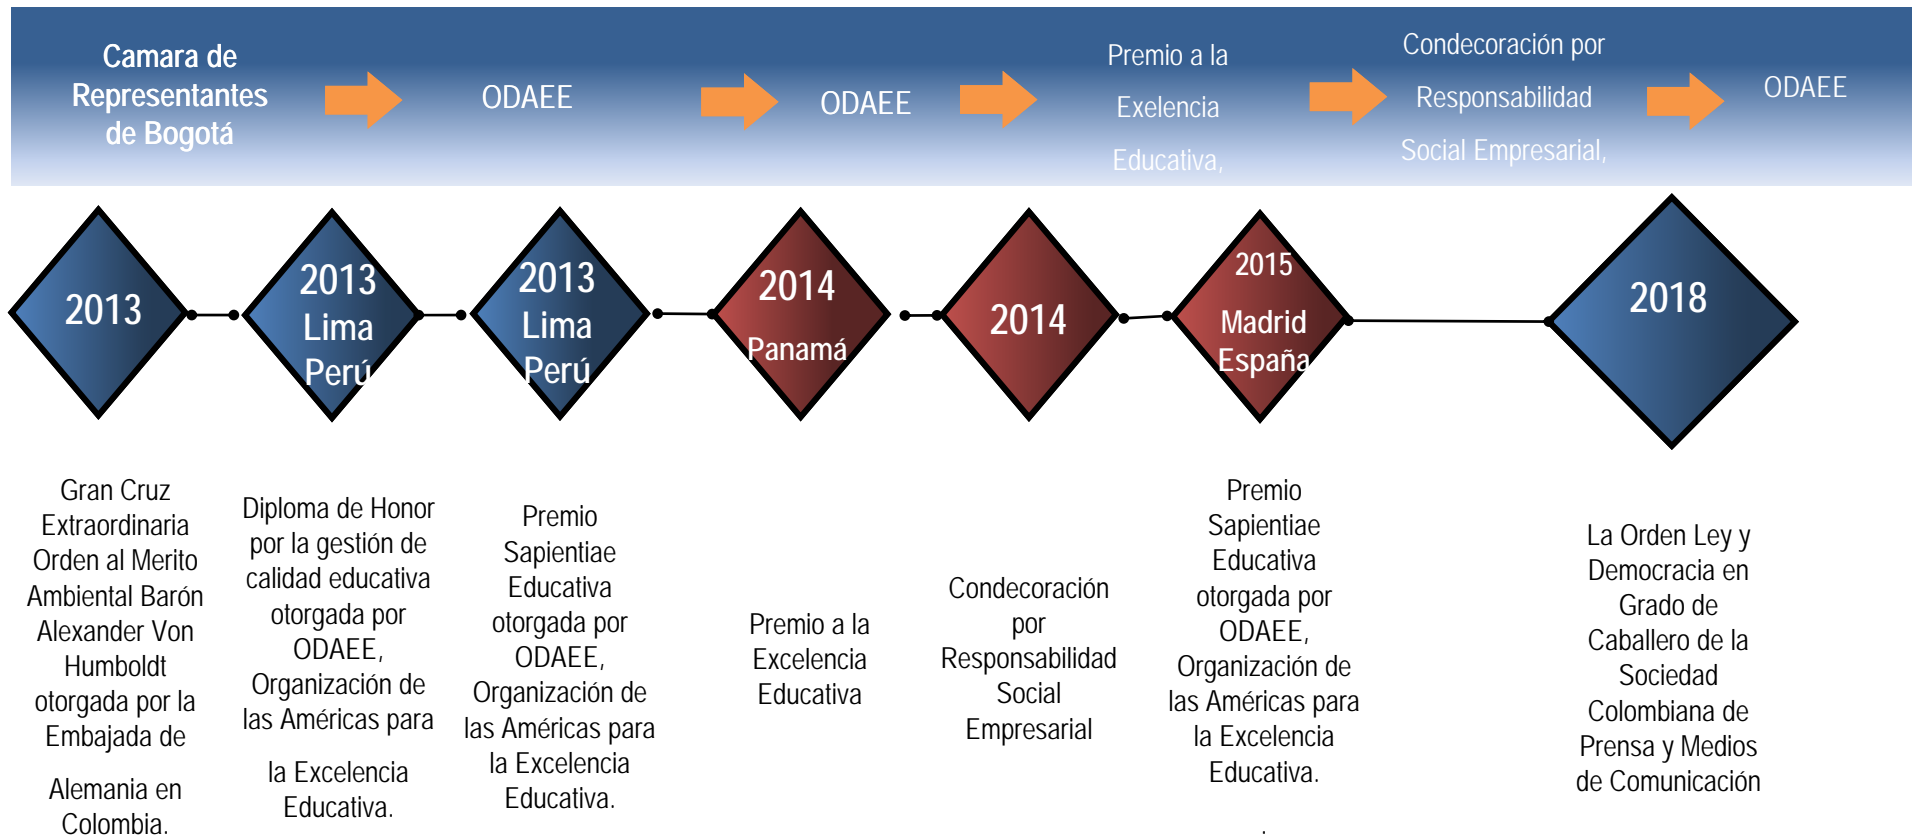 Camara de
Representantes
de Bogotá
ODAEE
ODAEE
Premio a la
Exelencia
Educativa,
Condecoración por
Responsabilidad
Social Empresarial,
ODAEE
2013
2013
Lima
Perú
2013
Lima
Perú
2014
Panamá
2014
2015
Madrid
España
2018
Gran Cruz
Extraordinaria
Orden al Merito
Ambiental Barón
Alexander Von
Humboldt
otorgada por la
Embajada de
Alemania en
Colombia.
Diploma de Honor
por la gestión de
calidad educativa
otorgada por
ODAEE,
Organización de
las Américas para
la Excelencia
Educativa.
Premio
Sapientiae
Educativa
otorgada por
ODAEE,
Organización de
las Américas para
la Excelencia
Educativa.
Premio a la
Excelencia
Educativa
Condecoración
por
Responsabilidad
Social
Empresarial
Premio
Sapientiae
Educativa
otorgada por
ODAEE,
Organización de
las Américas para
la Excelencia
Educativa.
.
La Orden Ley y
Democracia en
Grado de
Caballero de la
Sociedad
Colombiana de
Prensa y Medios
de Comunicación